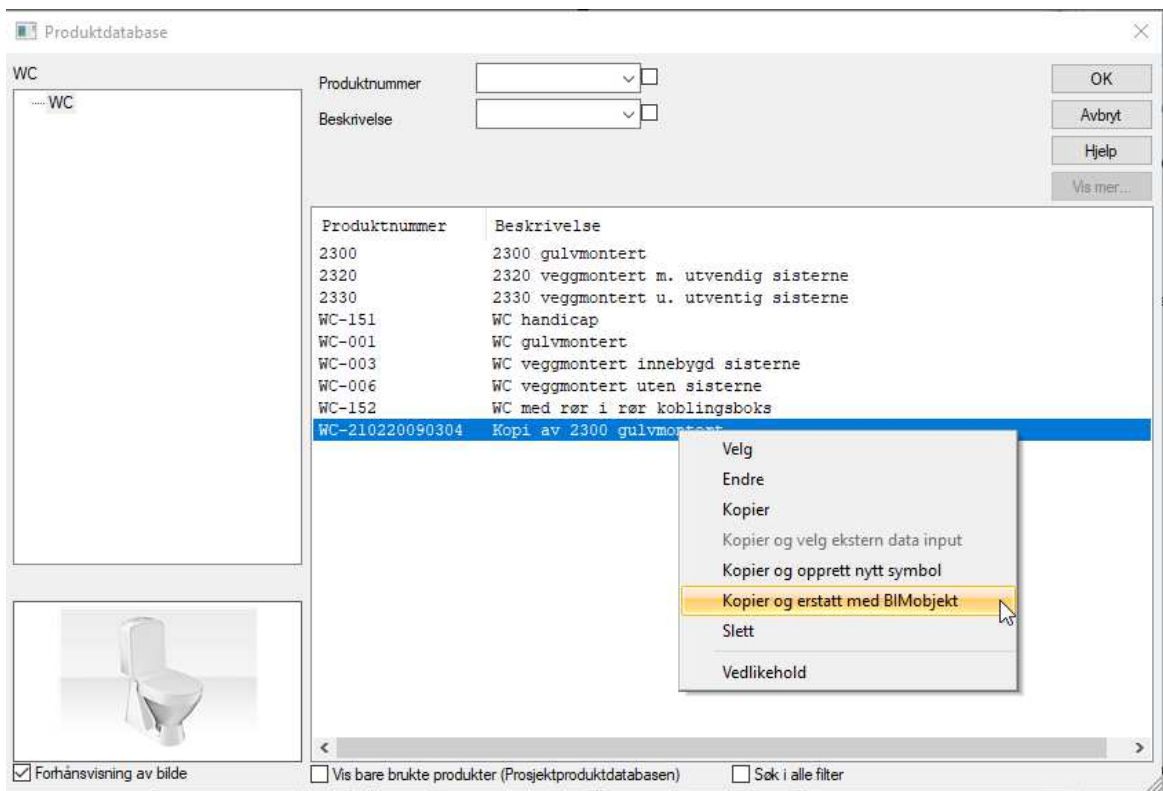 Produktdatabase
WC
WC
Produktnummer
Beskrivelse
OK
Avbryt
Hjelp
Vis mer...
Produktnummer Beskrivelse
2300 2300 gulvmontert
2320 2320 veggmontert m. utvendig sisterne
2330 2330 veggmontert u. utventig sisterne
WC-151 WC handicap
WC-001 WC gulvmontert
WC-003 WC veggmontert innebygd sisterne
WC-006 WC veggmontert uten sisterne
WC-152 WC med rør i rør koblingsboks
WC-210220090304 Kopi av 2300 gulvmontert
Velg
Endre
Kopier
Kopier og velg ekstern data input
Kopier og opprett nytt symbol
Kopier og erstatt med BIMobjekt
Slett
Vedlikehold
Forhånsvisning av bilde
Vis bare brukte produkter (Prosjektproduktdatabasen)
Søk i alle filter